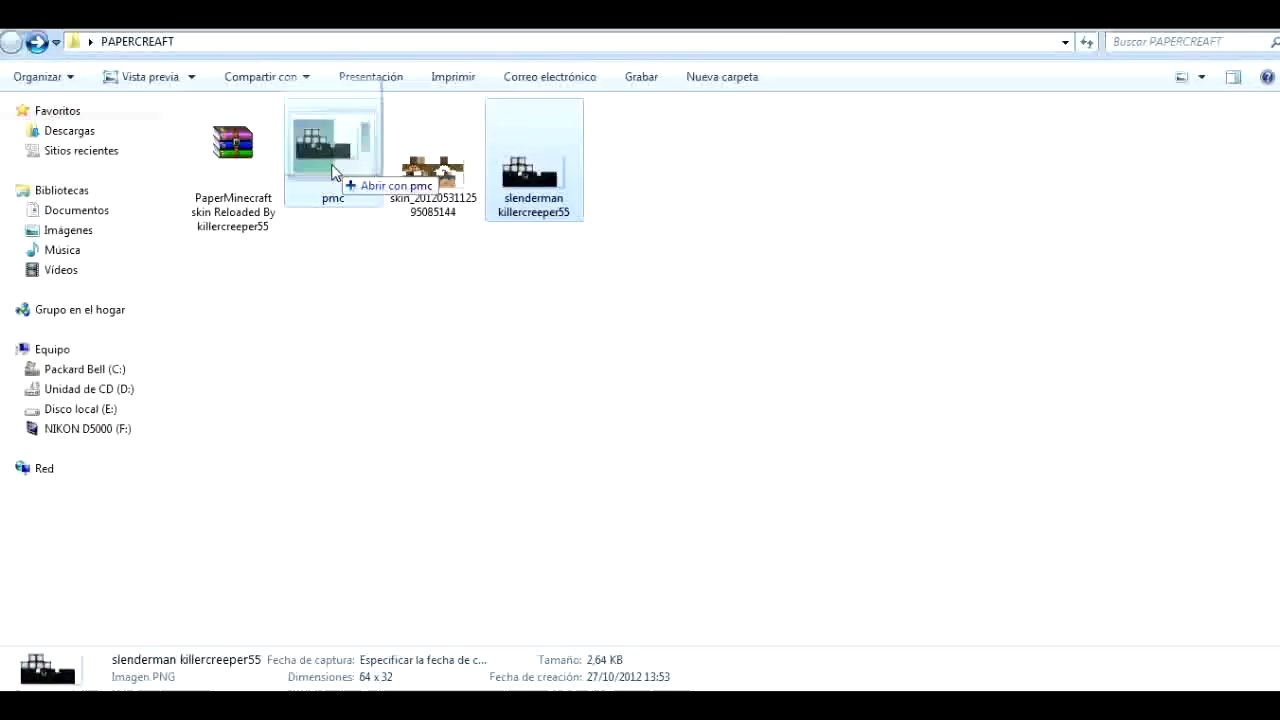 PAPERCREAFT
Buscar PAPERCREAFT
Organizar Vista previa Compartir con Presentación Imprimir Correo electrónico Grabar Nueva carpeta
Favoritos
Descargas
Sitios recientes
Bibliotecas
Documentos
Imágenes
Música
Vídeos
Grupo en el hogar
Equipo
Packard Bell (C:)
Unidad de CD (D:)
Disco local (E:)
NIKON D5000 (F:)
Red
PaperMinecraft
skin Reloaded By
killercreeper55
pmc
Abrir con pmc
skin_20120531125
95085144
slenderman
killercreeper55
slenderman killercreeper55 Fecha de captura: Especificar la fecha de c... Tamaño: 2,64 KB
Imagen PNG Dimensiones: 64 x 32 Fecha de creación: 27/10/2012 13:53